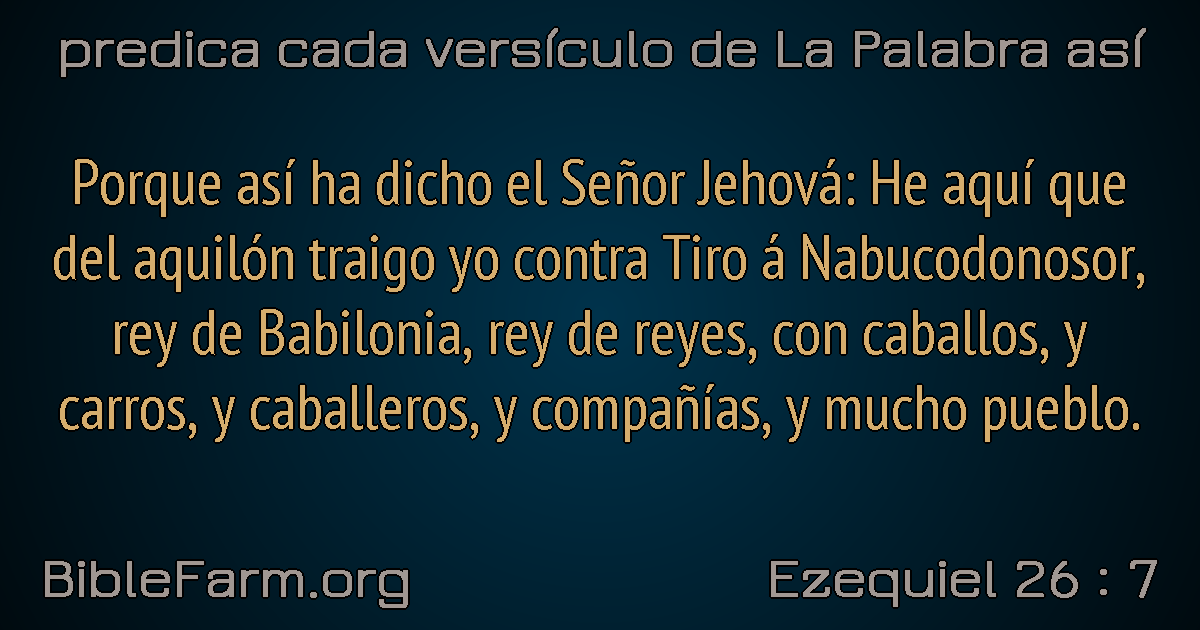 predica cada versículo de La Palabra así
Porque así ha dicho el Señor Jehová: He aquí que
del aquilón traigo yo contra Tiro á Nabucodonosor,
rey de Babilonia, rey de reyes, con caballos, y
carros, y caballeros, y compañías, y mucho pueblo.
BibleFarm.org
Ezequiel 26 : 7